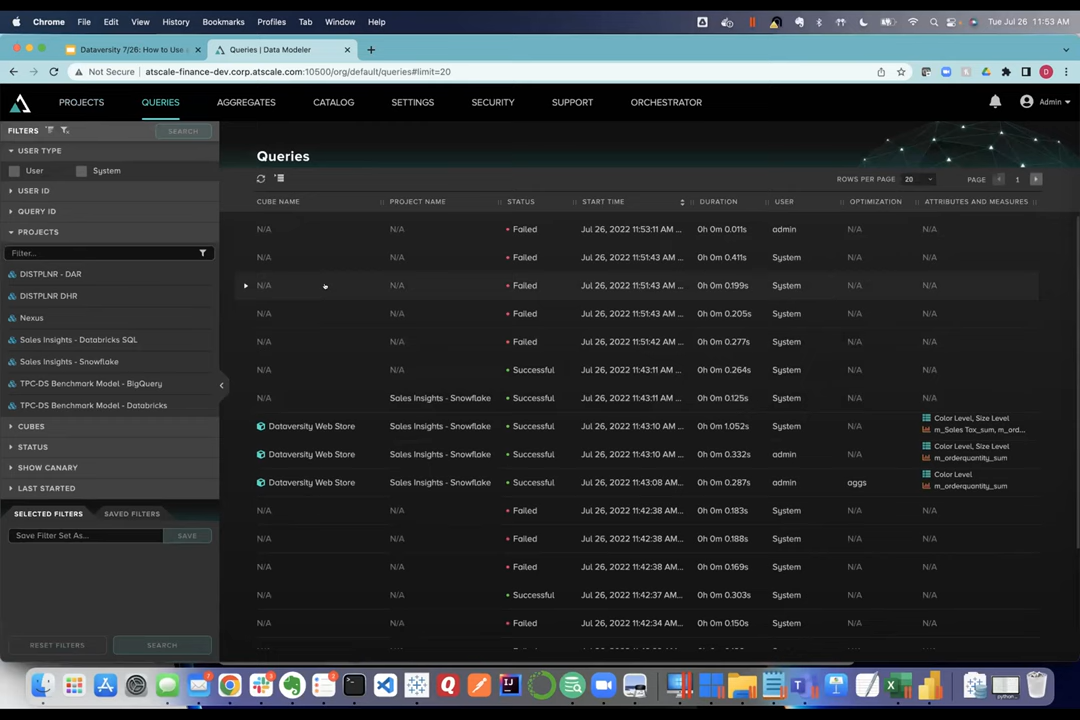 Chrome File Edit View History Bookmarks Profiles Tab Window Help Tue Jul 26 11:53 AM
Dataversity 7/26: How to Use Queries | Data Modeler
Not Secure atscale-finance-dev.corp.atscale.com:10500/org/default/queries#limit=20
PROJECTS QUERIES AGGREGATES CATALOG SETTINGS SECURITY SUPPORT ORCHESTRATOR Admin
FILTERS SEARCH
USER TYPE
User System
USER ID
QUERY ID
PROJECTS
Filter...
DISTPLNR - DAR
DISTPLNR DHR
Nexus
Sales Insights - Databricks SQL
Sales Insights - Snowflake
TPC-DS Benchmark Model - BigQuery
TPC-DS Benchmark Model - Databricks
CUBES
STATUS
SHOW CANARY
LAST STARTED
SELECTED FILTERS SAVED FILTERS
Save Filter Set As... SAVE
RESET FILTERS SEARCH
Queries
ROWS PER PAGE 20 PAGE 1
CUBE NAME PROJECT NAME STATUS START TIME DURATION USER OPTIMIZATION ATTRIBUTES AND MEASURES
N/A N/A Failed Jul 26, 2022 11:53:11 AM ... 0h 0m 0.011s admin N/A N/A
N/A N/A Failed Jul 26, 2022 11:51:43 AM ... 0h 0m 0.411s System N/A N/A
N/A N/A Failed Jul 26, 2022 11:51:43 AM ... 0h 0m 0.199s System N/A N/A
N/A N/A Failed Jul 26, 2022 11:51:43 AM ... 0h 0m 0.205s System N/A N/A
N/A N/A Failed Jul 26, 2022 11:51:42 AM ... 0h 0m 0.277s System N/A N/A
N/A N/A Successful Jul 26, 2022 11:43:11 AM ... 0h 0m 0.264s System N/A N/A
N/A Sales Insights - Snowflake Successful Jul 26, 2022 11:43:11 AM ... 0h 0m 0.125s System N/A N/A
Dataversity Web Store Sales Insights - Snowflake Successful Jul 26, 2022 11:43:10 AM ... 0h 0m 1.052s System N/A Color Level, Size Level
m_Sales Tax_sum, m_ord...
Dataversity Web Store Sales Insights - Snowflake Successful Jul 26, 2022 11:43:10 AM ... 0h 0m 0.332s admin N/A Color Level, Size Level
m_orderquantity_sum
Dataversity Web Store Sales Insights - Snowflake Successful Jul 26, 2022 11:43:08 AM... 0h 0m 0.287s admin aggs Color Level
m_orderquantity_sum
N/A N/A Failed Jul 26, 2022 11:42:38 AM... 0h 0m 0.183s System N/A N/A
N/A N/A Failed Jul 26, 2022 11:42:38 AM... 0h 0m 0.188s System N/A N/A
N/A N/A Failed Jul 26, 2022 11:42:38 AM... 0h 0m 0.169s System N/A N/A
N/A N/A Successful Jul 26, 2022 11:42:37 AM ... 0h 0m 0.303s System N/A N/A
N/A N/A Failed Jul 26, 2022 11:42:34 AM ... 0h 0m 0.150s System N/A N/A